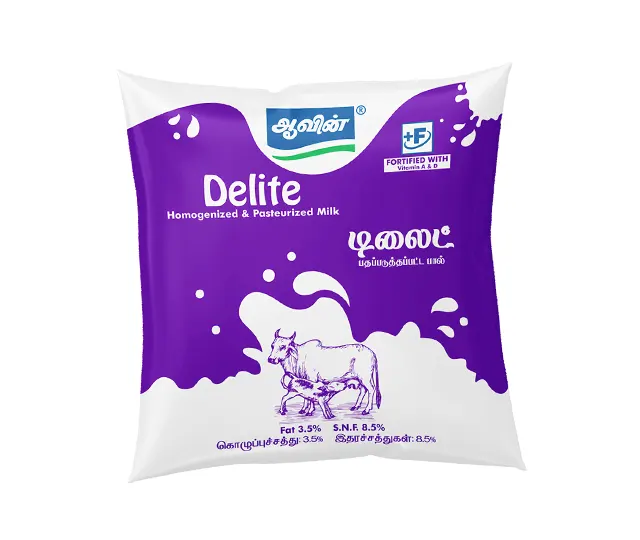 ஆவின்®
+F
FORTIFIED WITH
Vitamin A & D
Delite
Homogenized & Pasteurized Milk
டிலைட்
பதப்படுத்தப்பட்ட பால்
Fat 3.5% S.N.F. 8.5%
கொழுப்புச்சத்து: 3.5% இதரச்சத்துகள்: 8.5%